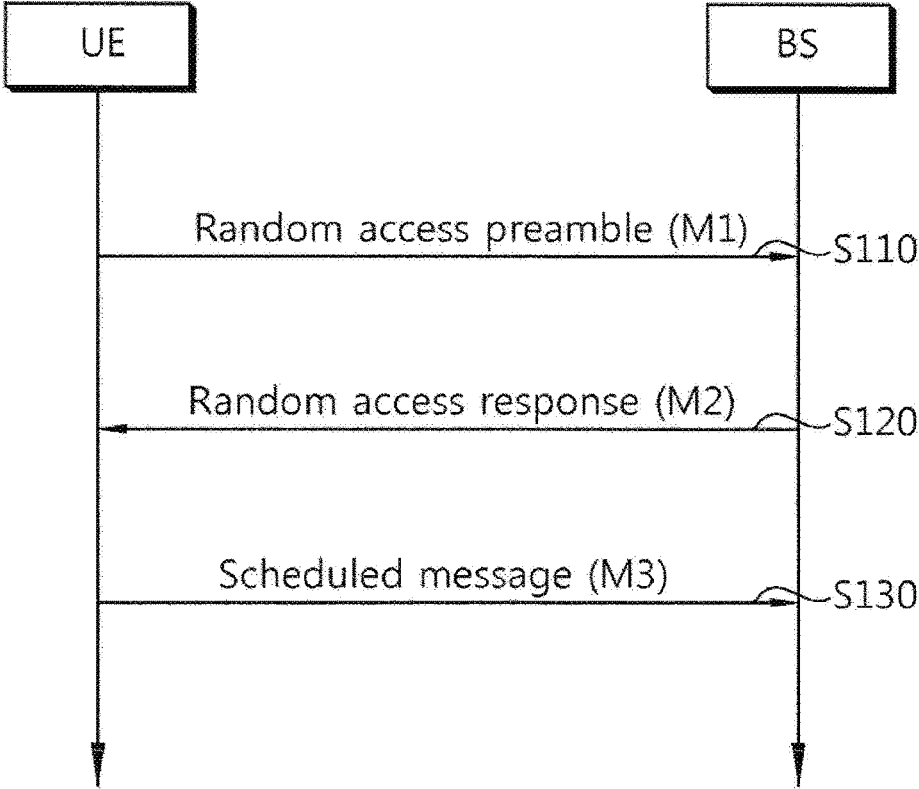 UE
BS
Random access preamble (M1)
S110
Random access response (M2)
S120
Scheduled message (M3)
S130